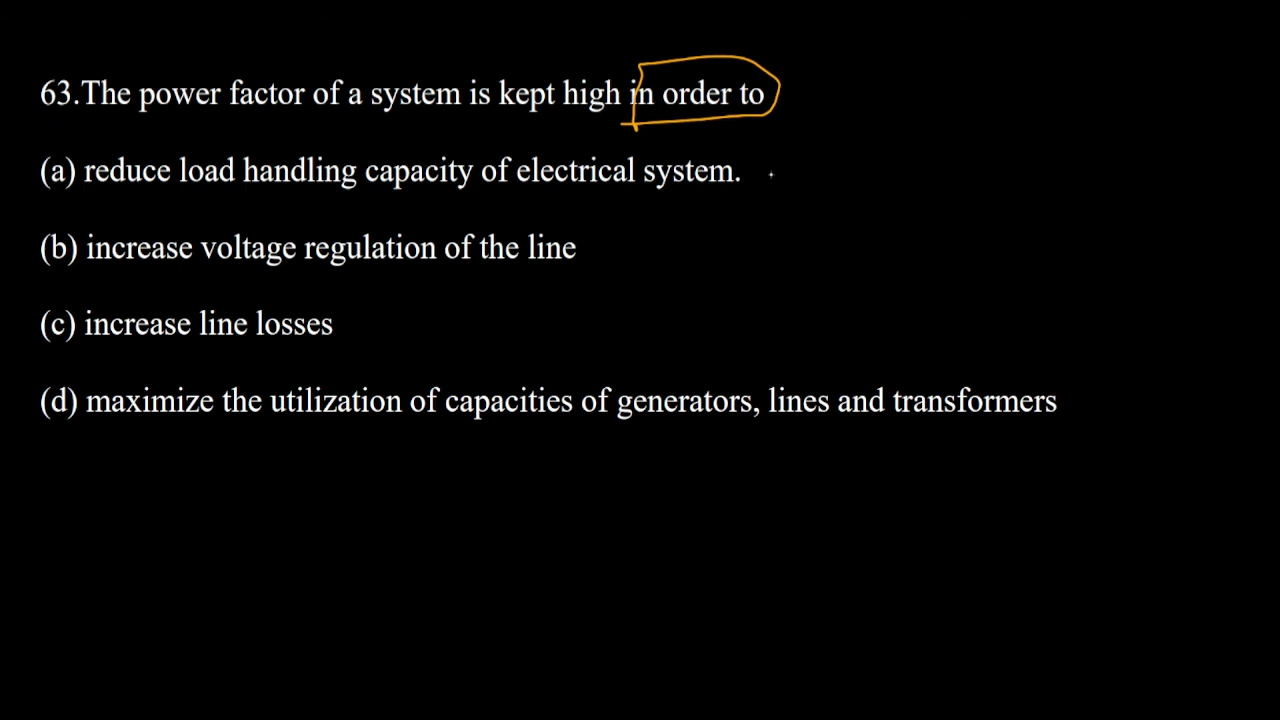 63.The power factor of a system is kept high in order to
(a) reduce load handling capacity of electrical system.
(b) increase voltage regulation of the line
(c) increase line losses
(d) maximize the utilization of capacities of generators, lines and transformers